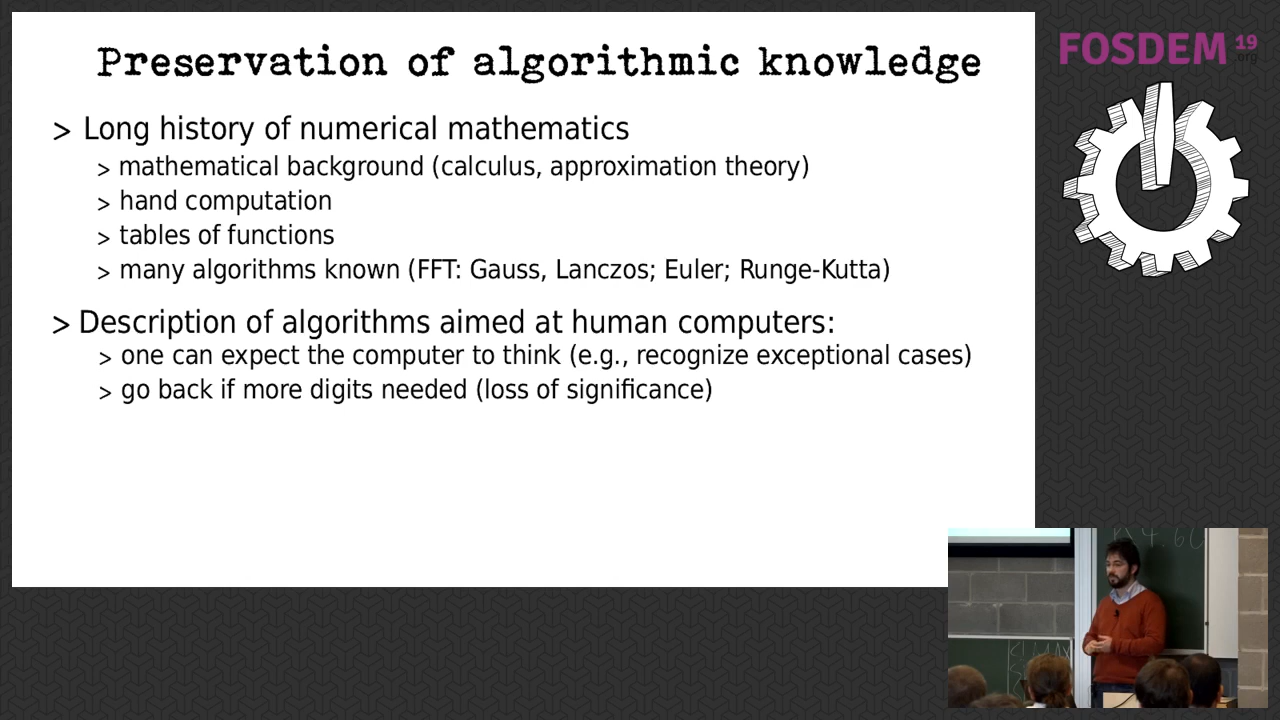 Preservation of algorithmic knowledge
> Long history of numerical mathematics
> mathematical background (calculus, approximation theory)
> hand computation
> tables of functions
> many algorithms known (FFT: Gauss, Lanczos; Euler; Runge-Kutta)
> Description of algorithms aimed at human computers:
> one can expect the computer to think (e.g., recognize exceptional cases)
> go back if more digits needed (loss of significance)
FOSDEM 19
.org